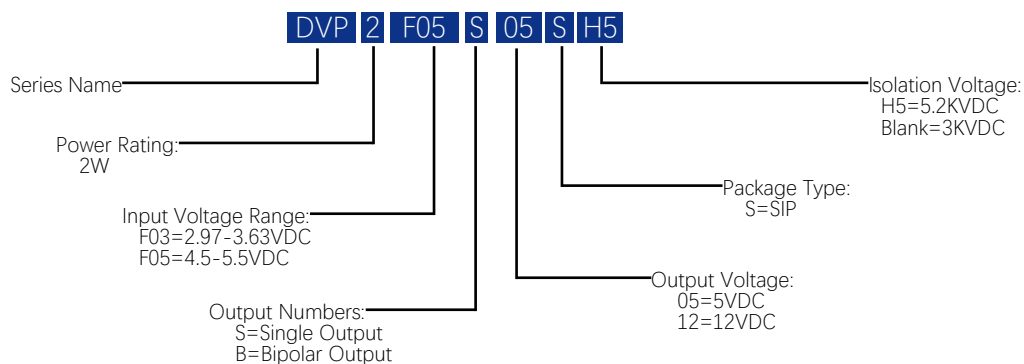 DVP 2 F05 S 05 S H5
Series Name
Isolation Voltage:
H5=5.2KVDC
Blank=3KVDC
Power Rating:
2W
Package Type:
S=SIP
Input Voltage Range:
F03=2.97-3.63VDC
F05=4.5-5.5VDC
Output Voltage:
05=5VDC
12=12VDC
Output Numbers:
S=Single Output
B=Bipolar Output